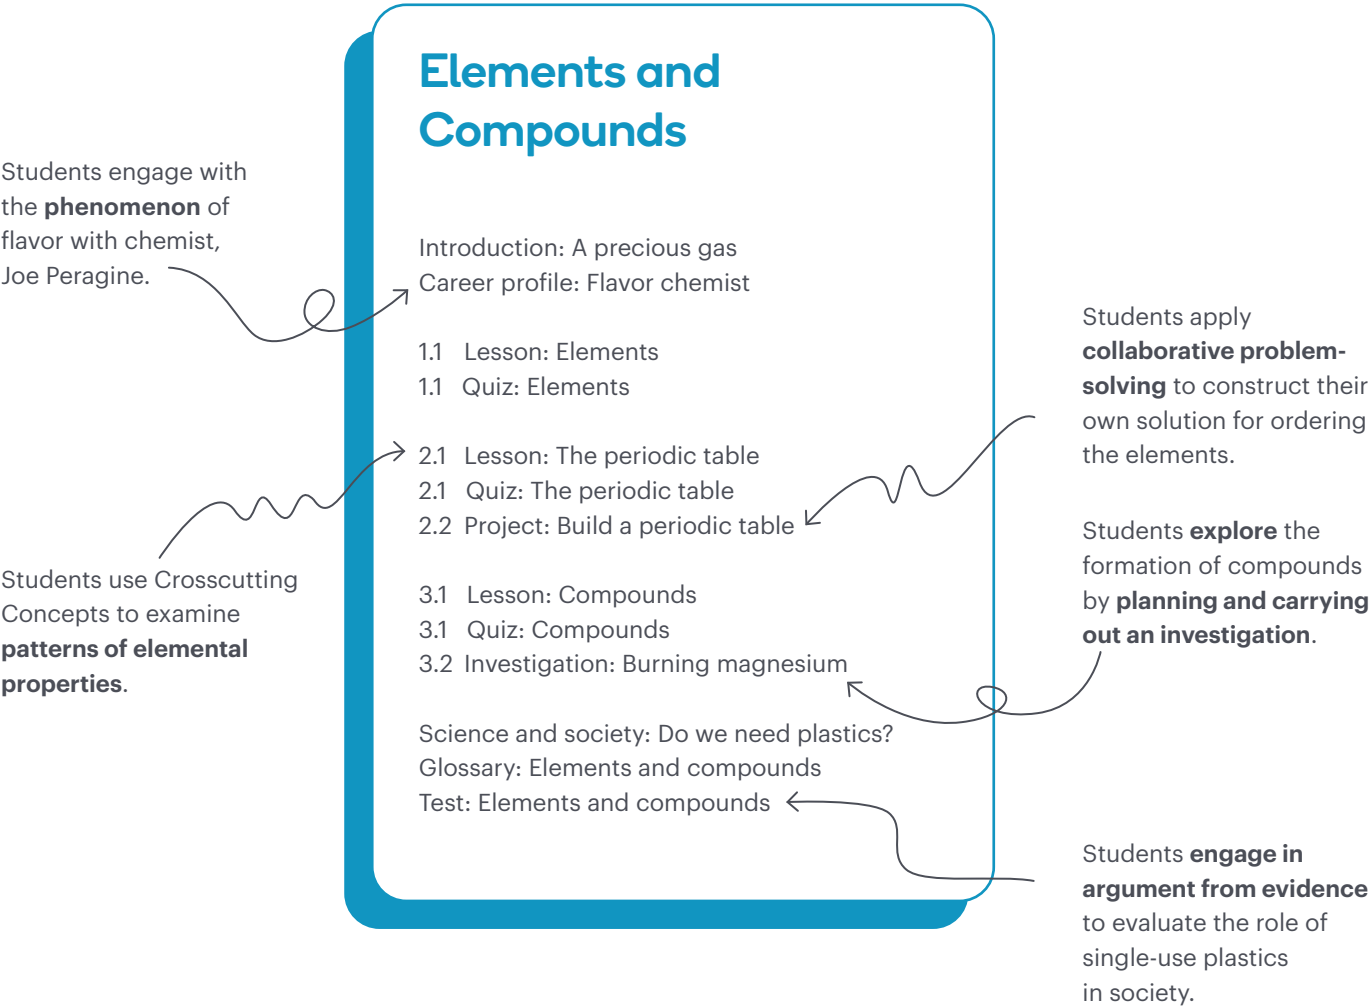 Elements and
Compounds
Students engage with
the phenomenon of
flavor with chemist,
Joe Peragine.
Introduction: A precious gas
Career profile: Flavor chemist
1.1 Lesson: Elements
1.1 Quiz: Elements
2.1 Lesson: The periodic table
2.1 Quiz: The periodic table
2.2 Project: Build a periodic table
3.1 Lesson: Compounds
3.1 Quiz: Compounds
3.2 Investigation: Burning magnesium
Science and society: Do we need plastics?
Glossary: Elements and compounds
Test: Elements and compounds
Students use Crosscutting
Concepts to examine
patterns of elemental
properties.
Students apply
collaborative problem-
solving to construct their
own solution for ordering
the elements.
Students explore the
formation of compounds
by planning and carrying
out an investigation.
Students engage in
argument from evidence
to evaluate the role of
single-use plastics
in society.